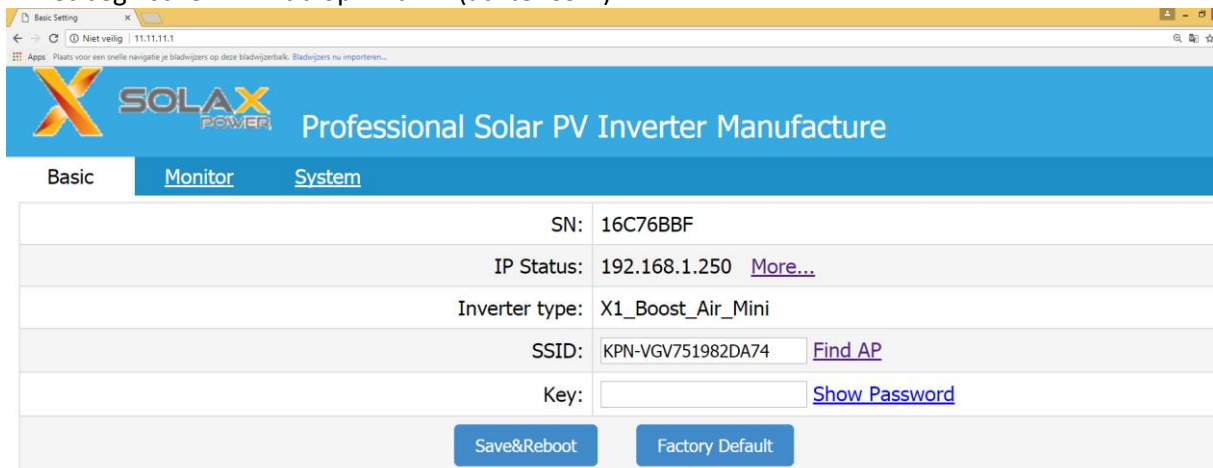 Basic Setting
Niet veilig | 11.11.11.1
Apps Plaats voor een snelle navigatie je bladwijzers op deze bladwijzerbalk. Bladwijzers nu importeren...
SOLAX
POWER
Professional Solar PV Inverter Manufacture
Basic Monitor System
SN: 16C76BBF
IP Status: 192.168.1.250 More...
Inverter type: X1_Boost_Air_Mini
SSID: KPN-VGV751982DA74 Find AP
Key: Show Password
Save&Reboot Factory Default